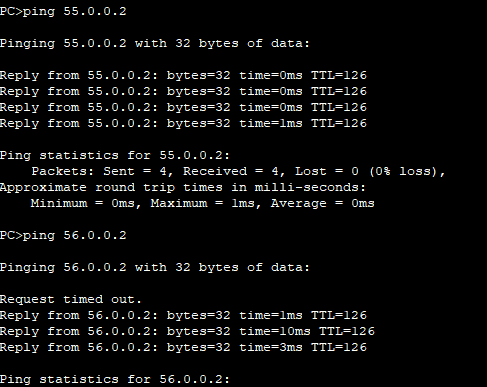 PC>ping 55.0.0.2
Pinging 55.0.0.2 with 32 bytes of data:
Reply from 55.0.0.2: bytes=32 time=0ms TTL=126
Reply from 55.0.0.2: bytes=32 time=0ms TTL=126
Reply from 55.0.0.2: bytes=32 time=0ms TTL=126
Reply from 55.0.0.2: bytes=32 time=1ms TTL=126
Ping statistics for 55.0.0.2:
    Packets: Sent = 4, Received = 4, Lost = 0 (0% loss),
Approximate round trip times in milli-seconds:
    Minimum = 0ms, Maximum = 1ms, Average = 0ms
PC>ping 56.0.0.2
Pinging 56.0.0.2 with 32 bytes of data:
Request timed out.
Reply from 56.0.0.2: bytes=32 time=1ms TTL=126
Reply from 56.0.0.2: bytes=32 time=10ms TTL=126
Reply from 56.0.0.2: bytes=32 time=3ms TTL=126
Ping statistics for 56.0.0.2: